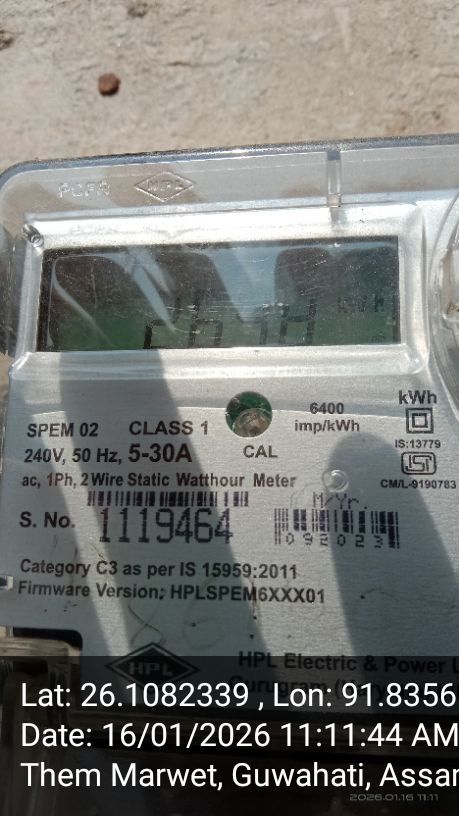 HPL
kWh
SPEM 02 CLASS 1
6400
imp/kWh
kWh
240V, 50 Hz, 5-30A
CAL
IS:13779
ac, 1Ph, 2 Wire Static Watthour Meter
CM/L-9190783
M/Yr.
S. No. 1119464
092023
Category C3 as per IS 15959:2011
Firmware Version: HPLSPEM6XXX01
HPL
HPL Electric & Power
Lat: 26.1082339 , Lon: 91.8356
Date: 16/01/2026 11:11:44 AM
Them Marwet, Guwahati, Assam
2026.01.16 11:11